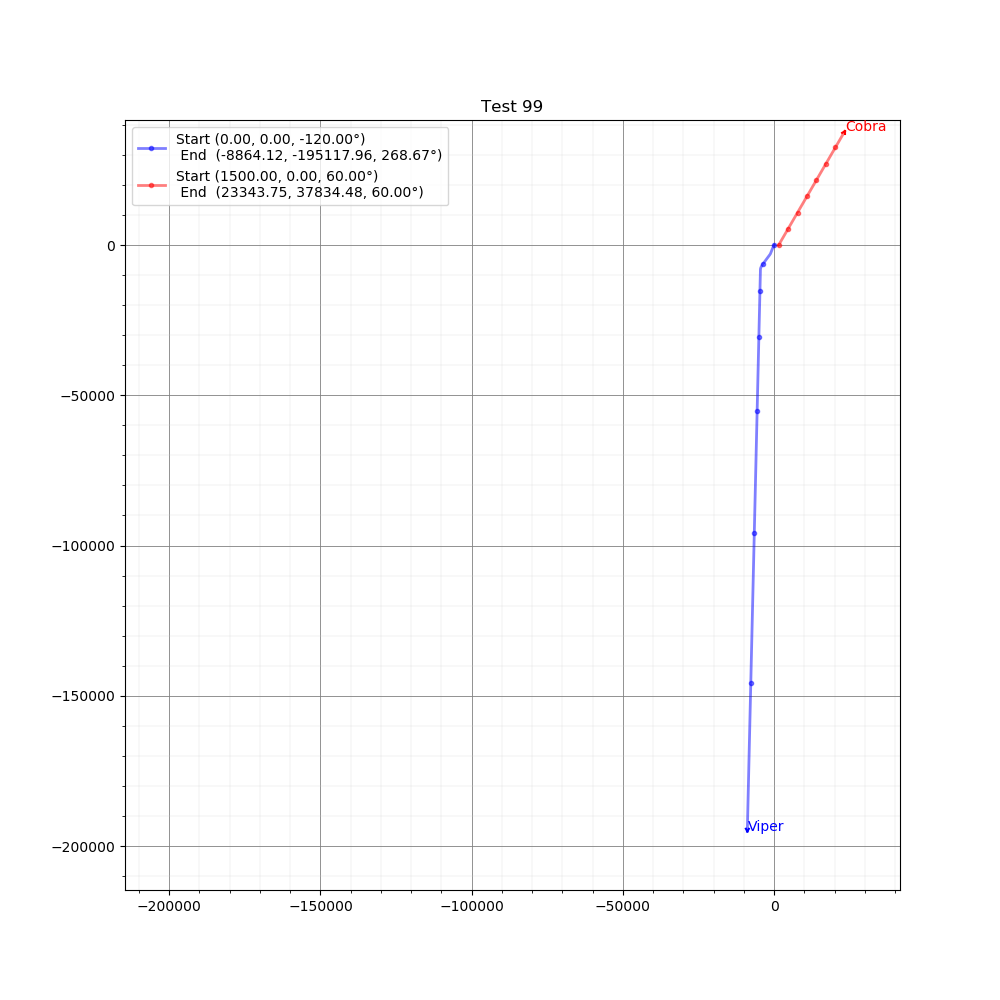 Test 99
Start (0.00, 0.00, -120.00°)
End  (-8864.12, -195117.96, 268.67°)
Start (1500.00, 0.00, 60.00°)
End  (23343.75, 37834.48, 60.00°)
Cobra
0
−50000
−100000
−150000
−200000
Viper
−200000
−150000
−100000
−50000
0